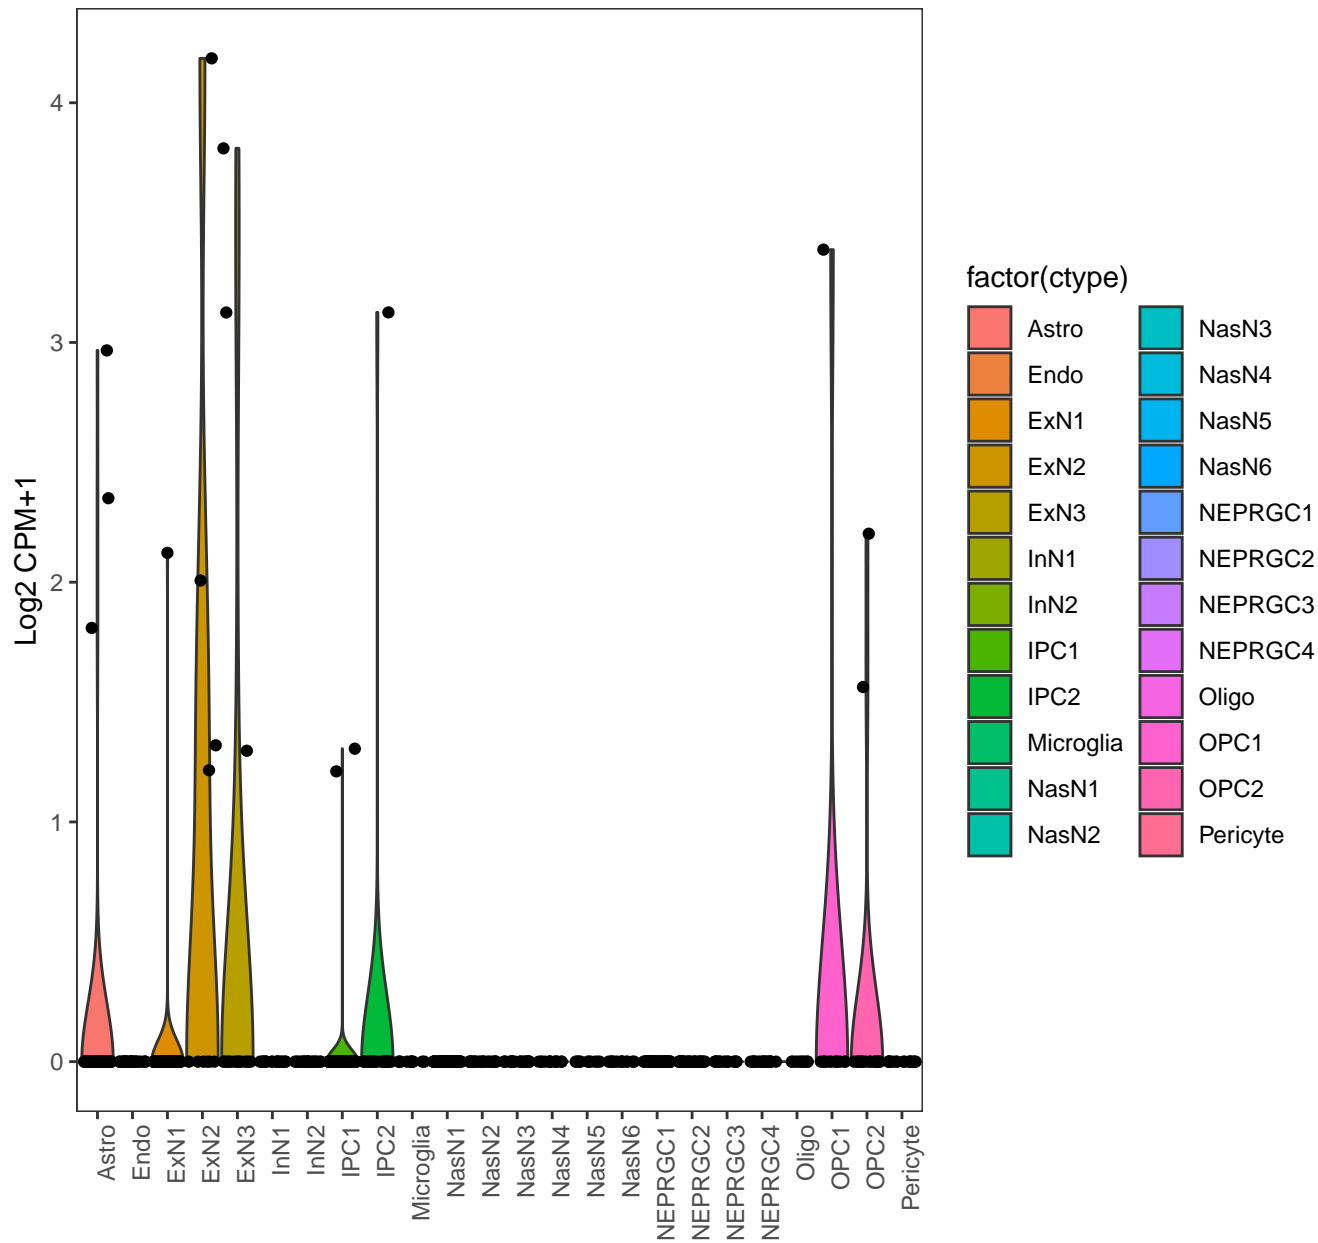 Log2 CPM+1
4
3
2
1
0
Astro
Endo
ExN1
ExN2
ExN3
InN1
InN2
IPC1
IPC2
Microglia
NasN1
NasN2
NasN3
NasN4
NasN5
NasN6
NEPRGC1
NEPRGC2
NEPRGC3
NEPRGC4
Oligo
OPC1
OPC2
Pericyte
factor(ctype)
Astro
Endo
ExN1
ExN2
ExN3
InN1
InN2
IPC1
IPC2
Microglia
NasN1
NasN2
NasN3
NasN4
NasN5
NasN6
NEPRGC1
NEPRGC2
NEPRGC3
NEPRGC4
Oligo
OPC1
OPC2
Pericyte